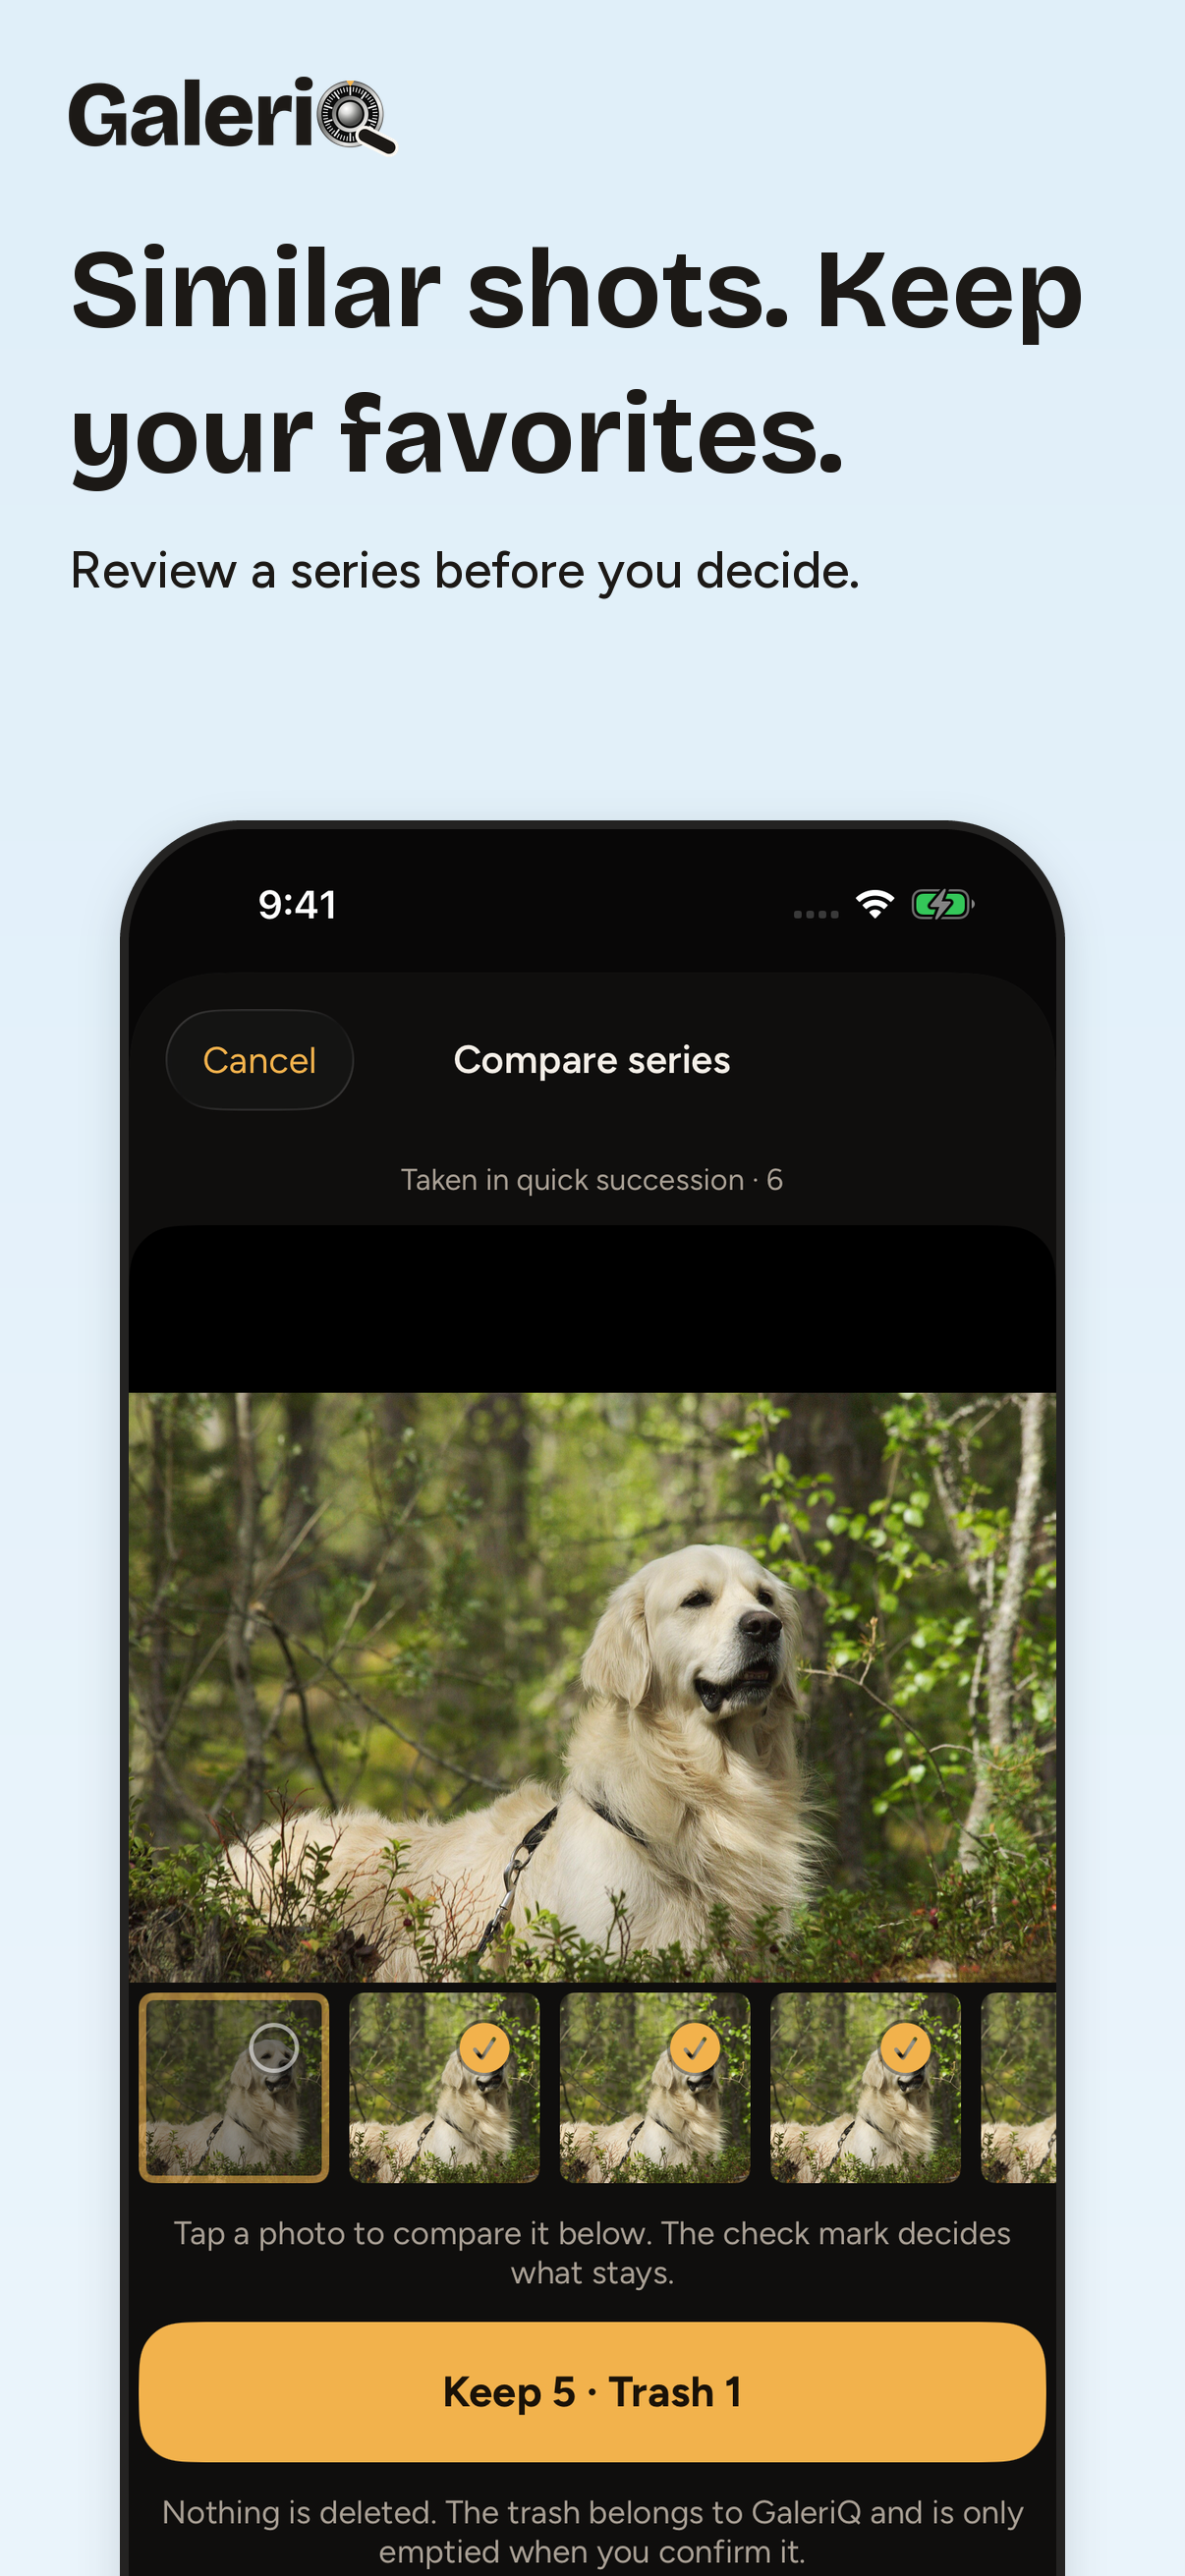 GaleriQ
Similar shots. Keep
your favorites.
Review a series before you decide.
9:41
Cancel
Compare series
Taken in quick succession · 6
Tap a photo to compare it below. The check mark decides
what stays.
Keep 5 · Trash 1
Nothing is deleted. The trash belongs to GaleriQ and is only
emptied when you confirm it.